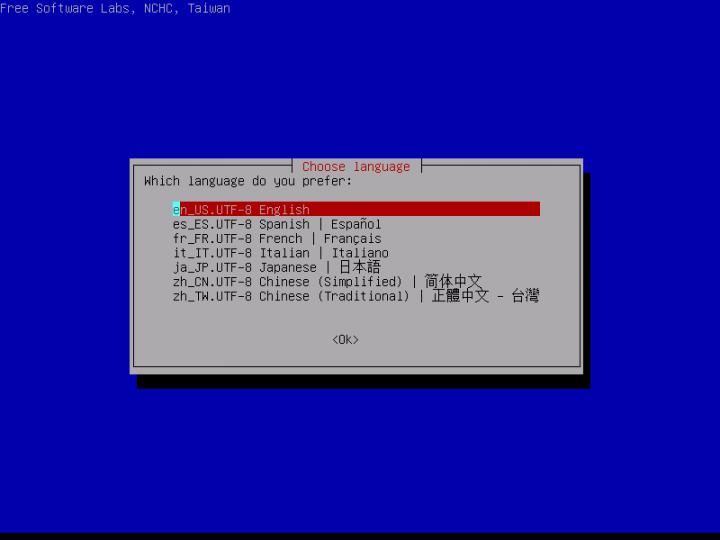 Free Software Labs, NCHC, Taiwan
Choose language
Which language do you prefer:
en_US.UTF-8 English
es_ES.UTF-8 Spanish | Español
fr_FR.UTF-8 French | Français
it_IT.UTF-8 Italian | Italiano
ja_JP.UTF-8 Japanese | 日本語
zh_CN.UTF-8 Chinese (Simplified) | 简体中文
zh_TW.UTF-8 Chinese (Traditional) | 正體中文 - 台灣
<Ok>